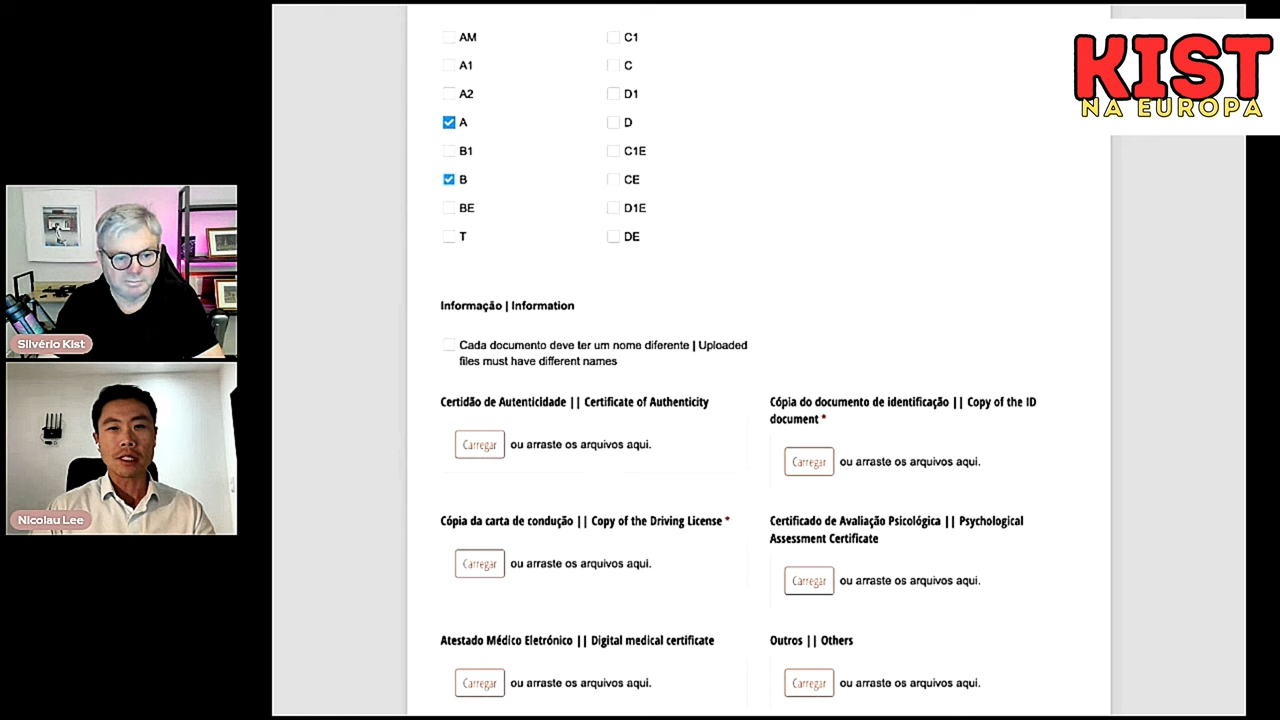 AM
C1
A1
C
A2
D1
A
D
B1
C1E
B
CE
BE
D1E
T
DE
KIST
NA EUROPA
Informação | Information
Cada documento deve ter um nome diferente | Uploaded
files must have different names
Certidão de Autenticidade || Certificate of Authenticity
Carregar ou arraste os arquivos aqui.
Cópia do documento de identificação || Copy of the ID
document *
Carregar ou arraste os arquivos aqui.
Cópia da carta de condução || Copy of the Driving License *
Carregar ou arraste os arquivos aqui.
Certificado de Avaliação Psicológica || Psychological
Assessment Certificate
Carregar ou arraste os arquivos aqui.
Atestado Médico Eletrónico || Digital medical certificate
Carregar ou arraste os arquivos aqui.
Outros || Others
Carregar ou arraste os arquivos aqui.
Silvério Kist
Nicolau Lee